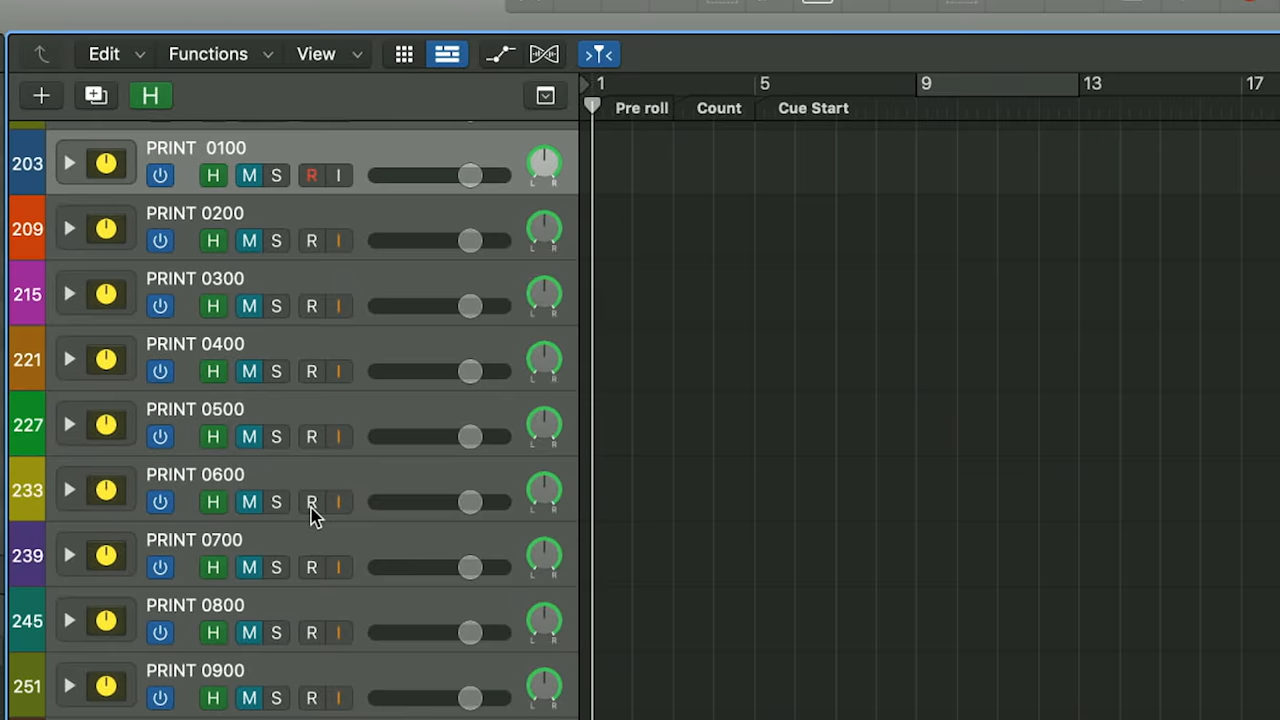 Edit Functions View
H
1 5 9 13 17
Pre roll Count Cue Start
203 PRINT  0100
H M S R I L R
209 PRINT 0200
H M S R I L R
215 PRINT 0300
H M S R I L R
221 PRINT 0400
H M S R I L R
227 PRINT 0500
H M S R I L R
233 PRINT 0600
H M S R I L R
239 PRINT 0700
H M S R I L R
245 PRINT 0800
H M S R I L R
251 PRINT 0900
H M S R I L R